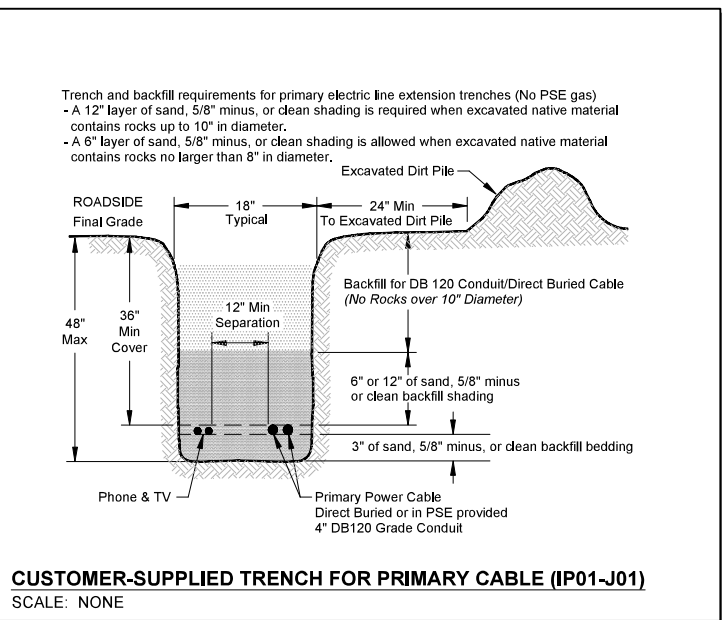 Trench and backfill requirements for primary electric line extension trenches (No PSE gas)
- A 12" layer of sand, 5/8" minus, or clean shading is required when excavated native material
contains rocks up to 10" in diameter.
- A 6" layer of sand, 5/8" minus, or clean shading is allowed when excavated native material
contains rocks no larger than 8" in diameter.
Excavated Dirt Pile
ROADSIDE
Final Grade
18"
Typical
24" Min
To Excavated Dirt Pile
Backfill for DB 120 Conduit/Direct Buried Cable
(No Rocks over 10" Diameter)
12" Min
Separation
48"
Max
36"
Min
Cover
6" or 12" of sand, 5/8" minus
or clean backfill shading
3" of sand, 5/8" minus, or clean backfill bedding
Phone & TV
Primary Power Cable
Direct Buried or in PSE provided
4" DB120 Grade Conduit
CUSTOMER-SUPPLIED TRENCH FOR PRIMARY CABLE (IP01-J01)
SCALE: NONE